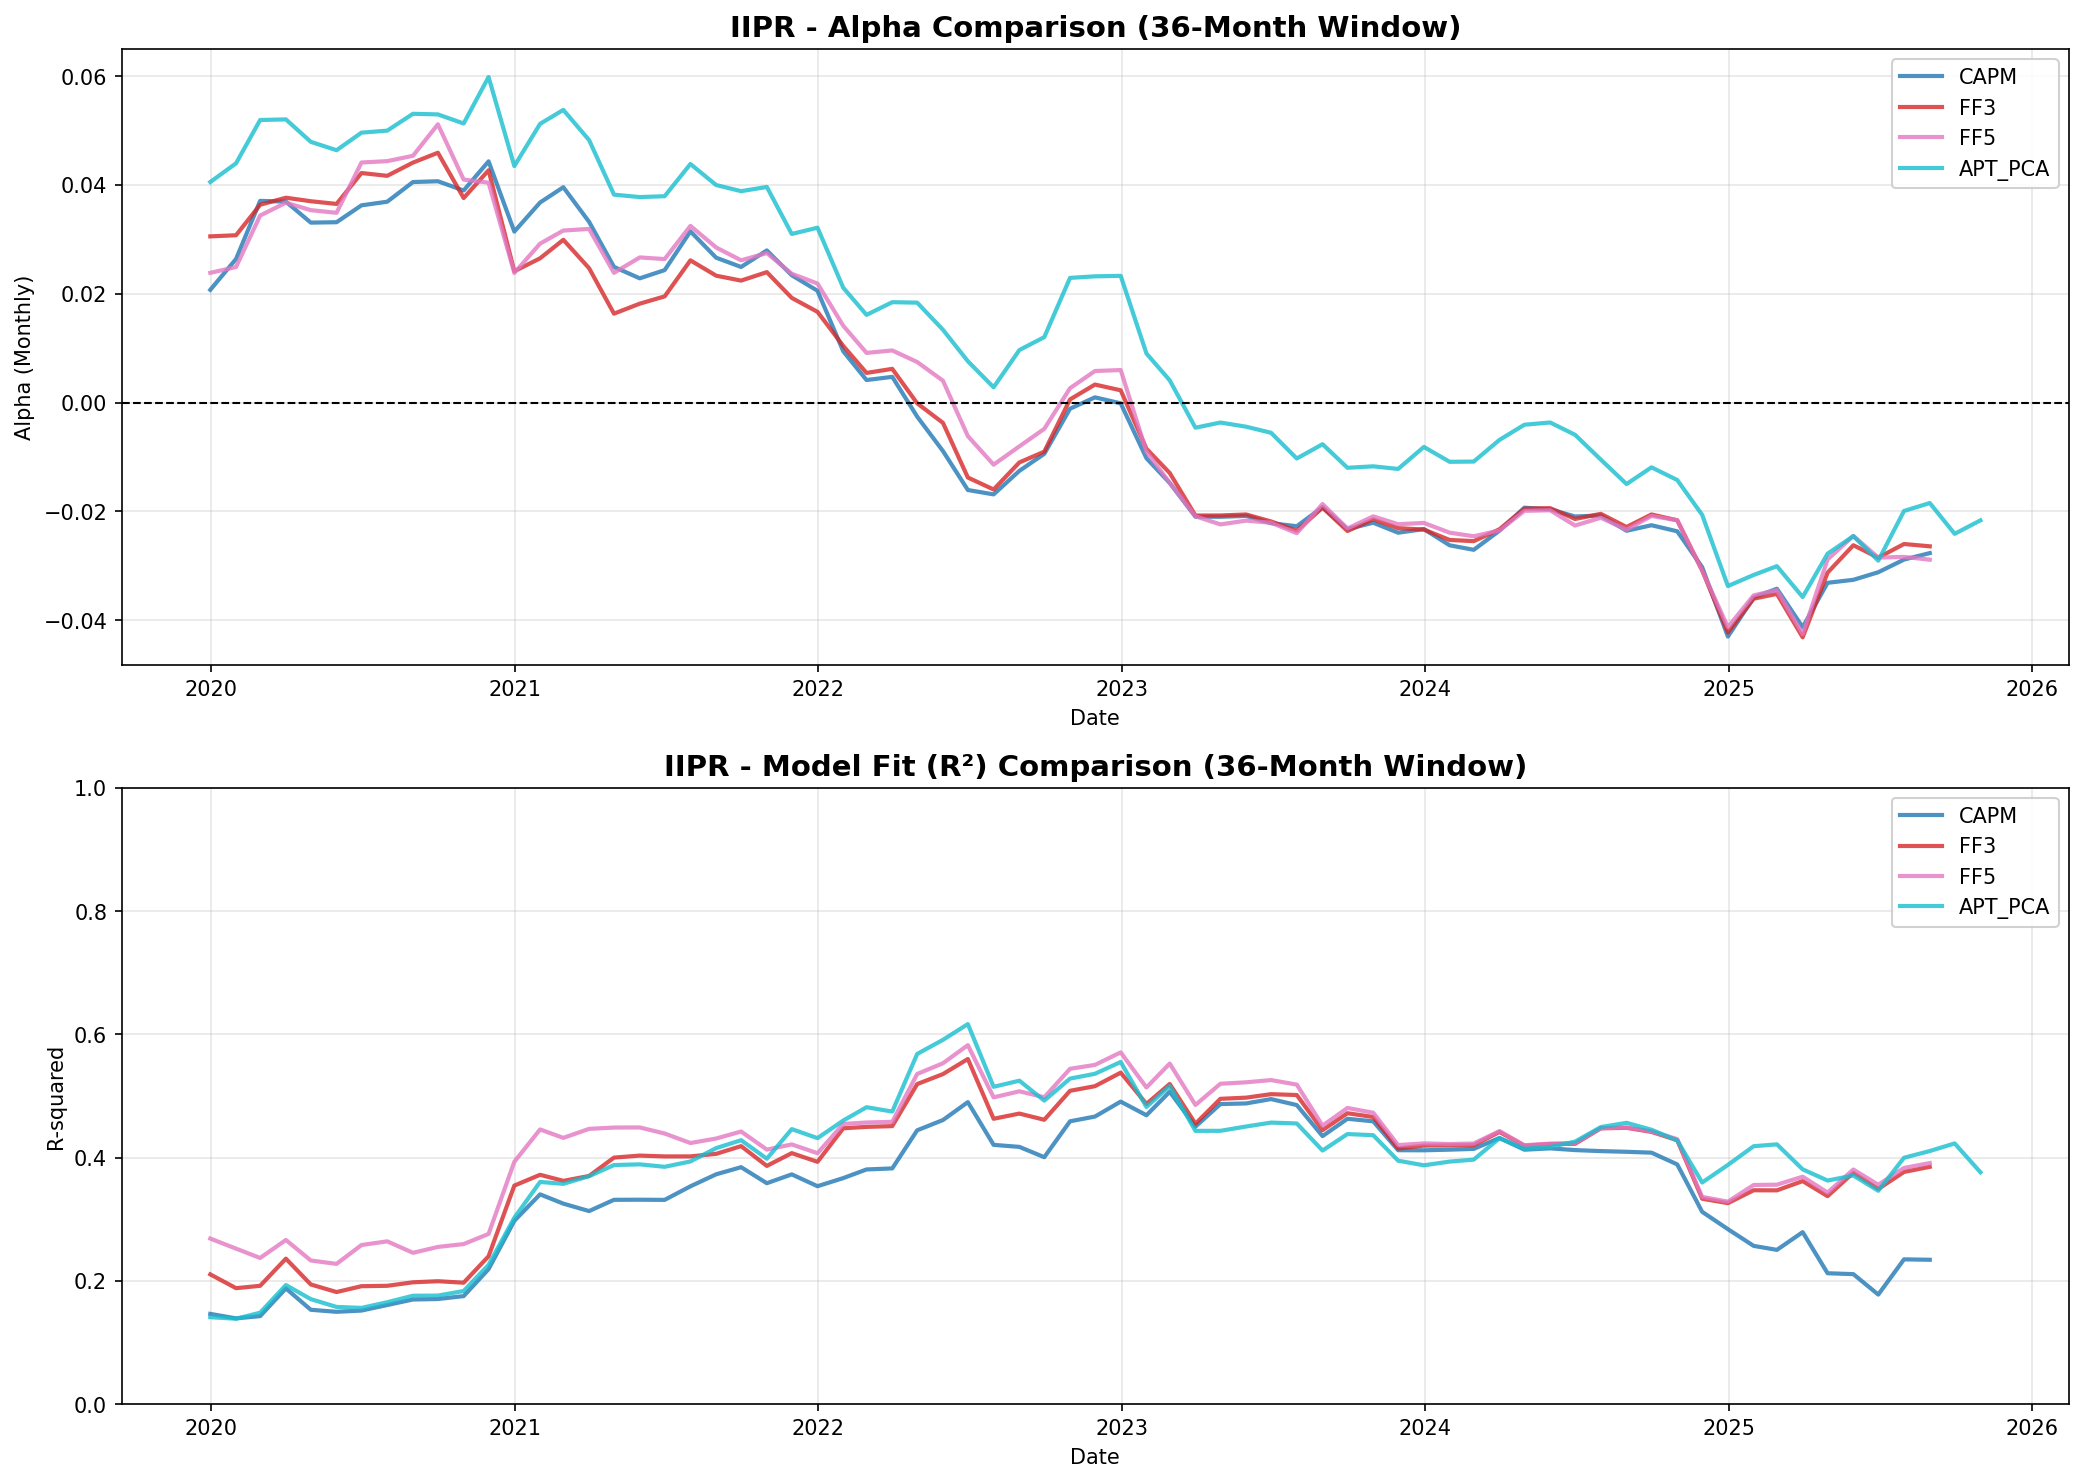 IIPR - Alpha Comparison (36-Month Window)
0.06
0.04
0.02
0.00
−0.02
−0.04
Alpha (Monthly)
CAPM
FF3
FF5
APT_PCA
2020 2021 2022 2023 2024 2025 2026
Date
IIPR - Model Fit (R²) Comparison (36-Month Window)
1.0
0.8
0.6
0.4
0.2
0.0
R-squared
CAPM
FF3
FF5
APT_PCA
2020 2021 2022 2023 2024 2025 2026
Date